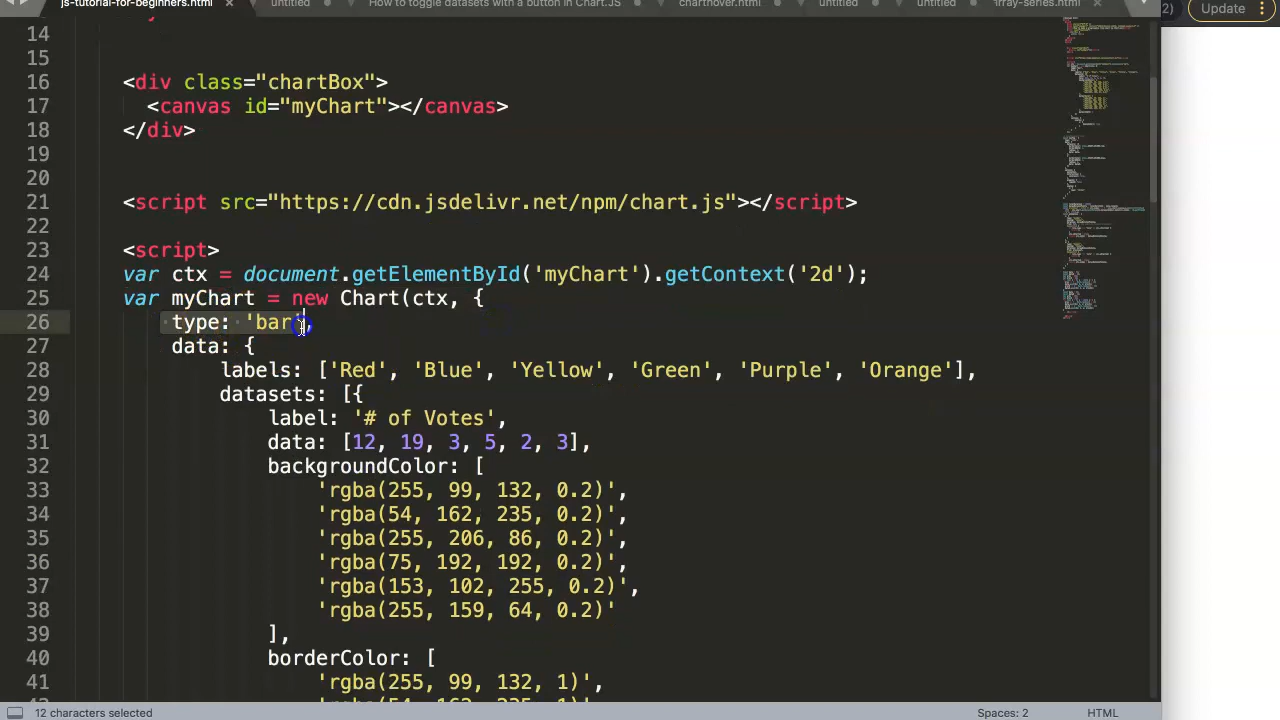 js-tutorial-for-beginners.html × untitled How to toggle datasets with a button in Chart.JS charthover.html untitled untitled array-series.html 2) Update
14
15
16 <div class="chartBox">
17 <canvas id="myChart"></canvas>
18 </div>
19
20
21 <script src="https://cdn.jsdelivr.net/npm/chart.js"></script>
22
23 <script>
24 var ctx = document.getElementById('myChart').getContext('2d');
25 var myChart = new Chart(ctx, {
26 type: 'bar',
27 data: {
28 labels: ['Red', 'Blue', 'Yellow', 'Green', 'Purple', 'Orange'],
29 datasets: [{
30 label: '# of Votes',
31 data: [12, 19, 3, 5, 2, 3],
32 backgroundColor: [
33 'rgba(255, 99, 132, 0.2)',
34 'rgba(54, 162, 235, 0.2)',
35 'rgba(255, 206, 86, 0.2)',
36 'rgba(75, 192, 192, 0.2)',
37 'rgba(153, 102, 255, 0.2)',
38 'rgba(255, 159, 64, 0.2)'
39 ],
40 borderColor: [
41 'rgba(255, 99, 132, 1)',
12 characters selected Spaces: 2 HTML